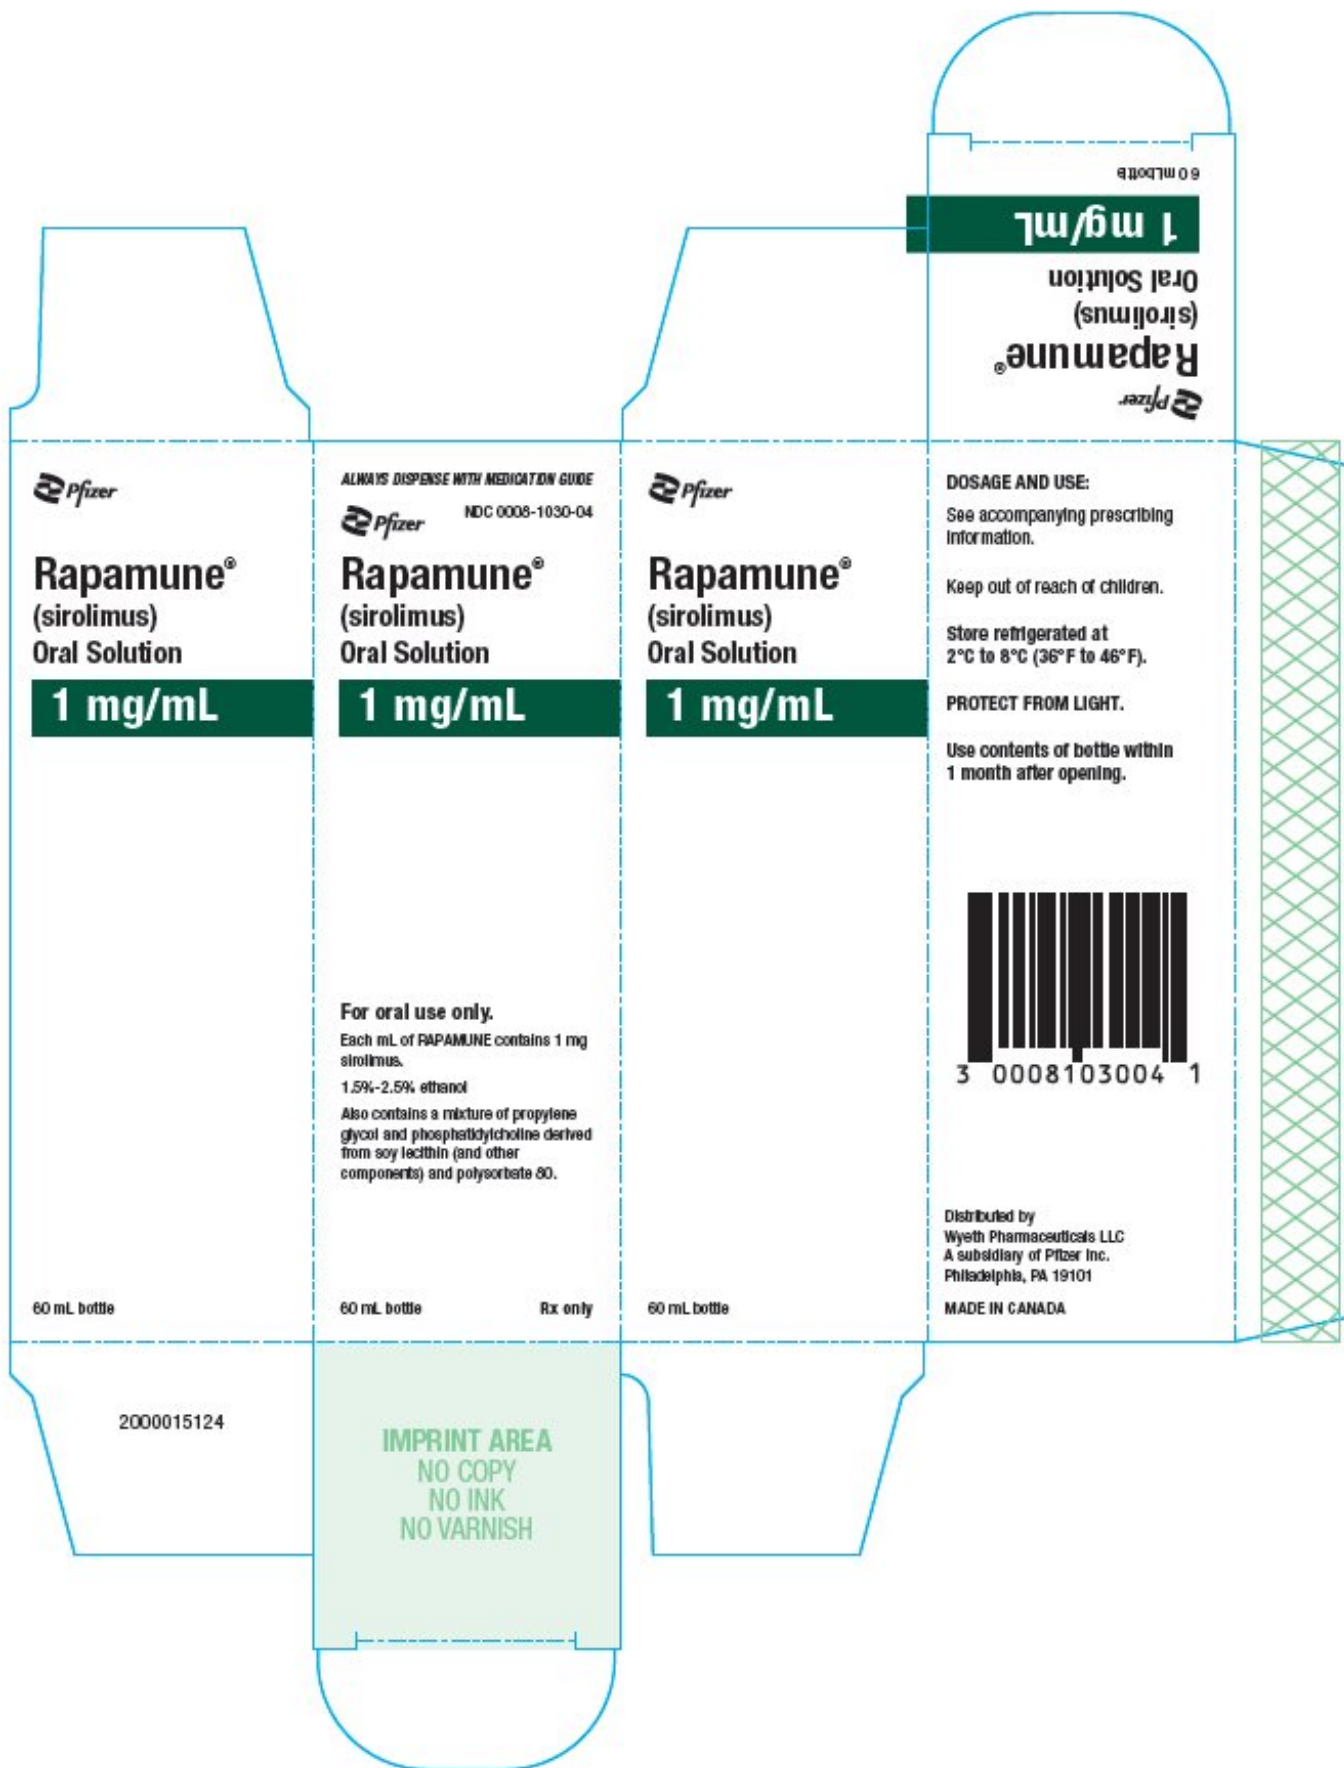 60 mL bottle
1 mg/mL
Oral Solution
(sirolimus)
Rapamune®
Pfizer
Pfizer
Rapamune®
(sirolimus)
Oral Solution
1 mg/mL
60 mL bottle
2000015124
ALWAYS DISPENSE WITH MEDICATION GUIDE
Pfizer
NDC 0008-1030-04
Rapamune®
(sirolimus)
Oral Solution
1 mg/mL
For oral use only.
Each mL of RAPAMUNE contains 1 mg
sirolimus.
1.5%-2.5% ethanol
Also contains a mixture of propylene
glycol and phosphatidylcholine derived
from soy lecithin (and other
components) and polysorbate 80.
60 mL bottle Rx only
IMPRINT AREA
NO COPY
NO INK
NO VARNISH
Pfizer
Rapamune®
(sirolimus)
Oral Solution
1 mg/mL
60 mL bottle
DOSAGE AND USE:
See accompanying prescribing
information.
Keep out of reach of children.
Store refrigerated at
2°C to 8°C (36°F to 46°F).
PROTECT FROM LIGHT.
Use contents of bottle within
1 month after opening.
3 0008103004 1
Distributed by
Wyeth Pharmaceuticals LLC
A subsidiary of Pfizer Inc.
Philadelphia, PA 19101
MADE IN CANADA